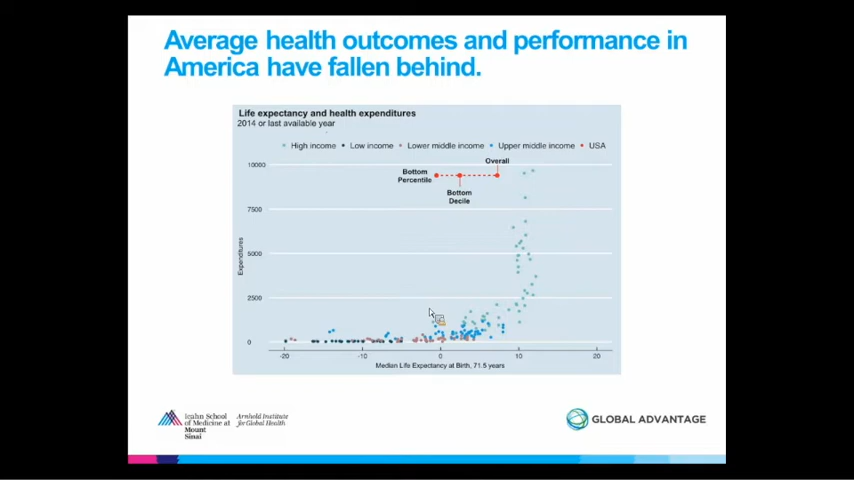 Average health outcomes and performance in
America have fallen behind.
Life expectancy and health expenditures
2014 or last available year
High income Low income Lower middle income Upper middle income USA
Overall
Bottom
Percentile
Bottom
Decile
Expenditures
10000
7500
5000
2500
0
-20 -10 0 10 20
Median Life Expectancy at Birth, 71.5 years
Icahn School
of Medicine at
Mount
Sinai
Arnhold Institute
for Global Health
GLOBAL ADVANTAGE